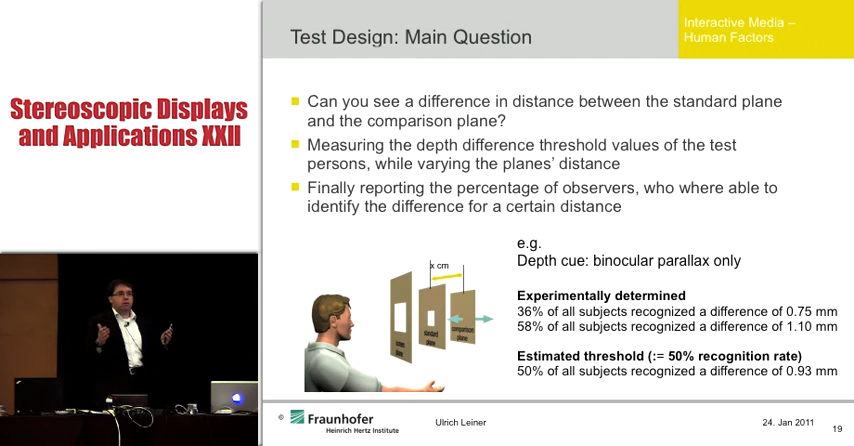 Stereoscopic Displays
and Applications XXII
Test Design: Main Question
Interactive Media –
Human Factors
Can you see a difference in distance between the standard plane
and the comparison plane?
Measuring the depth difference threshold values of the test
persons, while varying the planes' distance
Finally reporting the percentage of observers, who where able to
identify the difference for a certain distance
e.g.
Depth cue: binocular parallax only
x cm
screen
plane
standard
plane
comparison
plane
Experimentally determined
36% of all subjects recognized a difference of 0.75 mm
58% of all subjects recognized a difference of 1.10 mm
Estimated threshold (:= 50% recognition rate)
50% of all subjects recognized a difference of 0.93 mm
©
Fraunhofer
Heinrich Hertz Institute
Ulrich Leiner
24. Jan 2011
19